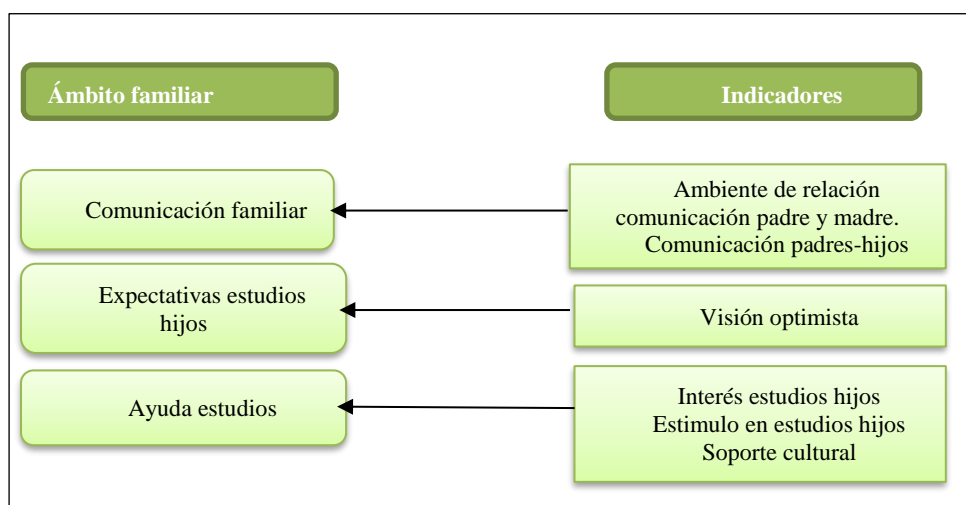 Ámbito familiar
Indicadores
Comunicación familiar
Ambiente de relación
comunicación padre y madre.
Comunicación padres-hijos
Expectativas estudios
hijos
Visión optimista
Ayuda estudios
Interés estudios hijos
Estimulo en estudios hijos
Soporte cultural